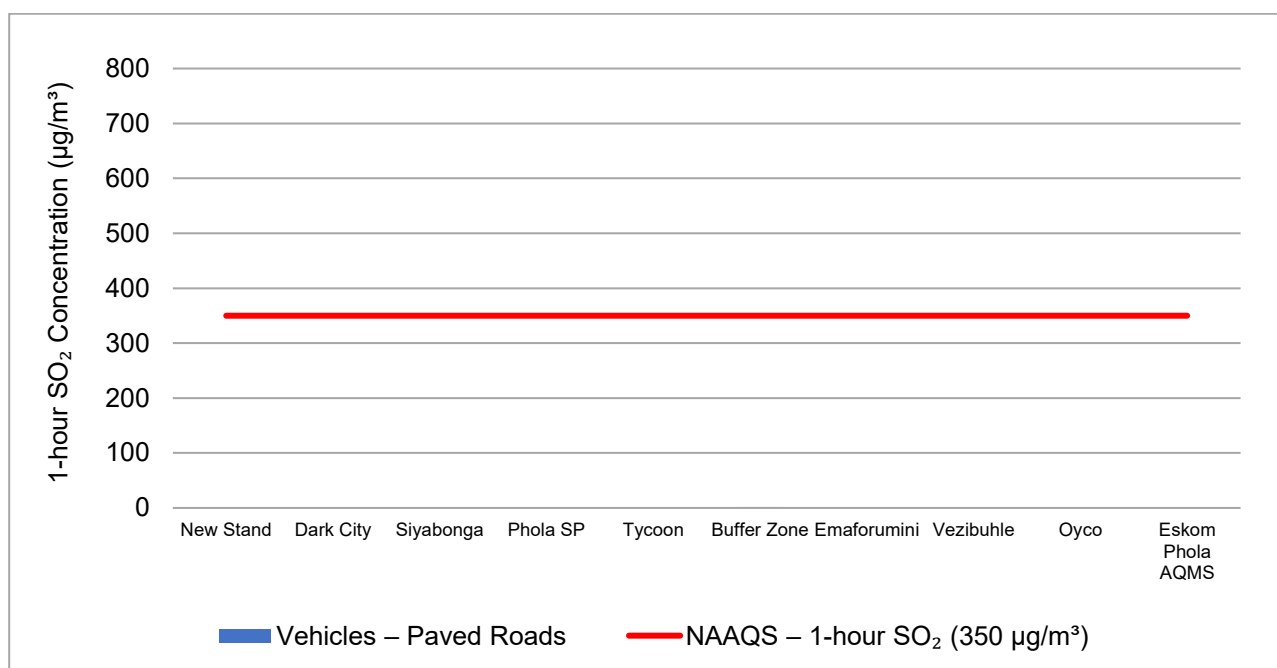 1-hour SO₂ Concentration (µg/m³)
800
700
600
500
400
300
200
100
0
New Stand Dark City Siyabonga Phola SP Tycoon Buffer Zone Emaforumini Vezibuhle Oyco Eskom
Phola
AQMS
Vehicles – Paved Roads NAAQS – 1-hour SO₂ (350 µg/m³)